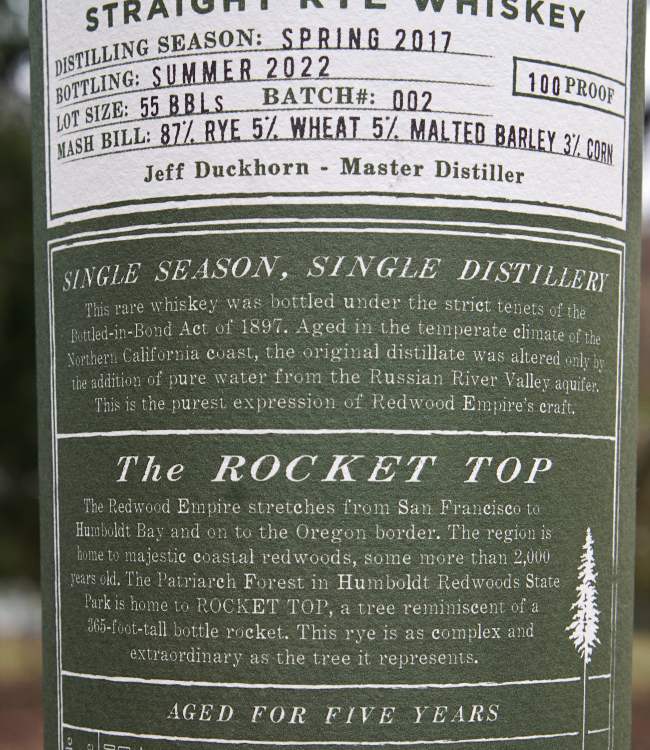 STRAIGHT RYE WHISKEY
DISTILLING SEASON: SPRING 2017
BOTTLING: SUMMER 2022
100 PROOF
LOT SIZE: 55 BBLs BATCH#: 002
MASH BILL: 87% RYE 5% WHEAT 5% MALTED BARLEY 3% CORN
Jeff Duckhorn - Master Distiller
SINGLE SEASON, SINGLE DISTILLERY
This rare whiskey was bottled under the strict tenets of the
Bottled-in-Bond Act of 1897. Aged in the temperate climate of the
Northern California coast, the original distillate was altered only by
the addition of pure water from the Russian River Valley aquifer.
This is the purest expression of Redwood Empire's craft.
The ROCKET TOP
The Redwood Empire stretches from San Francisco to
Humboldt Bay and on to the Oregon border. The region is
home to majestic coastal redwoods, some more than 2,000
years old. The Patriarch Forest in Humboldt Redwoods State
Park is home to ROCKET TOP, a tree reminiscent of a
365-foot-tall bottle rocket. This rye is as complex and
extraordinary as the tree it represents.
AGED FOR FIVE YEARS